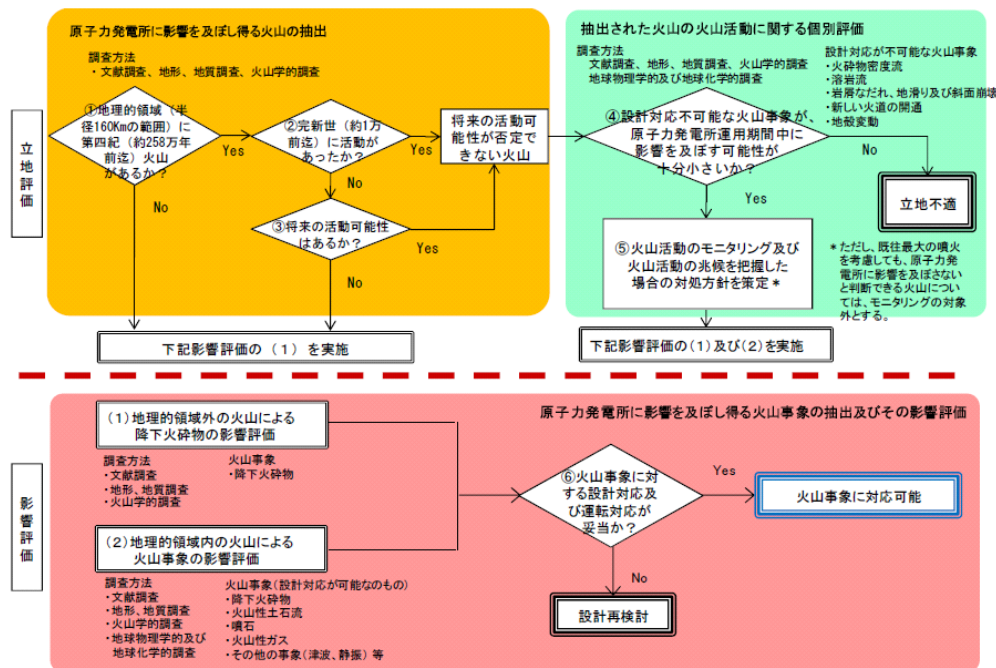 原子力発電所に影響を及ぼし得る火山の抽出
調査方法
・文献調査、地形、地質調査、火山学的調査
①地理的領域(半
径160Kmの範囲)に
第四紀(約258万年
前迄)火山
があるか?
Yes
No
②完新世(約1万年
前迄)に活動が
あったか?
Yes
No
③将来の活動可能性
はあるか?
Yes
No
将来の活動可
能性が否定で
きない火山
立地評価
下記影響評価の(1)を実施
抽出された火山の火山活動に関する個別評価
調査方法
文献調査、地形、地質調査、火山学的調査
地球物理学的及び地球化学的調査
設計対応が不可能な火山事象
・火砕物密度流
・溶岩流
・岩屑なだれ、地滑り及び斜面崩壊
・新しい火道の開通
・地殻変動
④設計対応不可能な火山事象が、
原子力発電所運用期間中に
影響を及ぼす可能性が
十分小さいか?
No
Yes
立地不適
⑤火山活動のモニタリング及び
火山活動の兆候を把握した
場合の対処方針を策定*
*ただし、既往最大の噴火
を考慮しても、原子力発
電所に影響を及ぼさない
と判断できる火山につい
ては、モニタリングの対象
外とする。
下記影響評価の(1)及び(2)を実施
影響評価
原子力発電所に影響を及ぼし得る火山事象の抽出及びその影響評価
(1)地理的領域外の火山による
降下火砕物の影響評価
調査方法
・文献調査
・地形、地質調査
・火山学的調査
火山事象
・降下火砕物
(2)地理的領域内の火山による
火山事象の影響評価
調査方法
・文献調査
・地形、地質調査
・火山学的調査
・地球物理学的及び
地球化学的調査
火山事象(設計対応が可能なのもの)
・降下火砕物
・火山性土石流
・噴石
・火山性ガス
・その他の事象(津波、静振)等
⑥火山事象に対
する設計対応及
び運転対応が
妥当か?
Yes
No
火山事象に対応可能
設計再検討